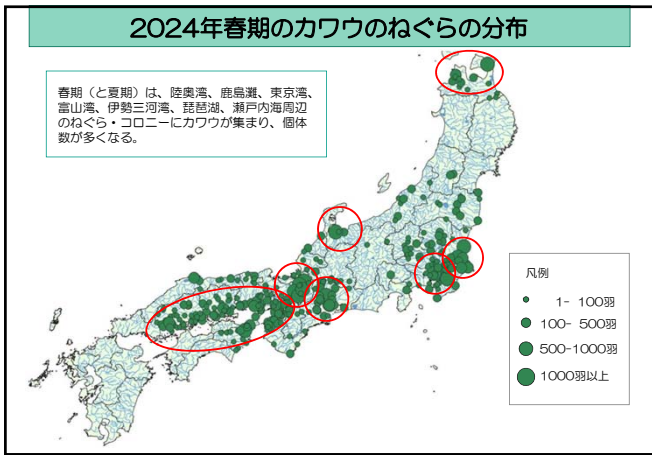 2024年春期のカワウのねぐらの分布
春期（と夏期）は、陸奥湾、鹿島灘、東京湾、
富山湾、伊勢三河湾、琵琶湖、瀬戸内海周辺
のねぐら・コロニーにカワウが集まり、個体
数が多くなる。
凡例
1- 100羽
100- 500羽
500-1000羽
1000羽以上